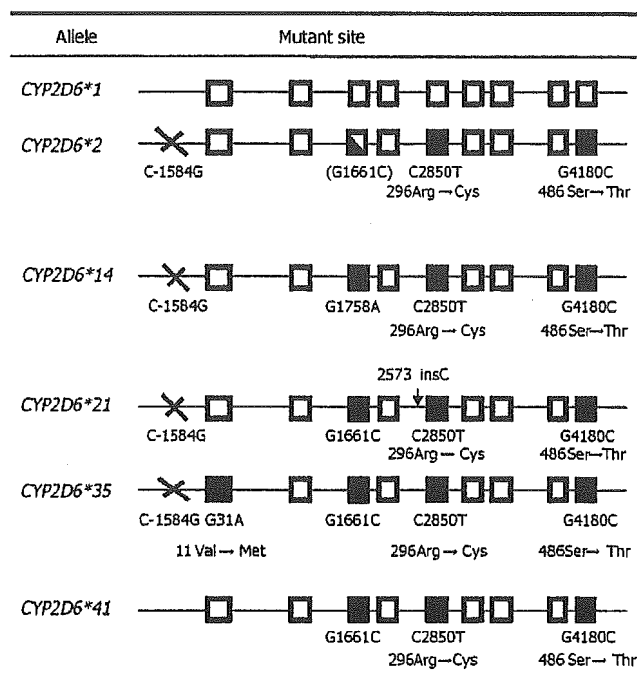 Allele Mutant site
CYP2D6*1
CYP2D6*2
C-1584G (G1661C) C2850T G4180C
296Arg→Cys 486 Ser→Thr
CYP2D6*14
C-1584G G1758A C2850T G4180C
296Arg→Cys 486Ser→Thr
2573 insC
CYP2D6*21
C-1584G G1661C C2850T G4180C
296Arg→Cys 486Ser→Thr
CYP2D6*35
C-1584G G31A G1661C C2850T G4180C
11 Val→Met 296Arg→Cys 486Ser→Thr
CYP2D6*41
G1661C C2850T G4180C
296Arg→Cys 486 Ser→Thr